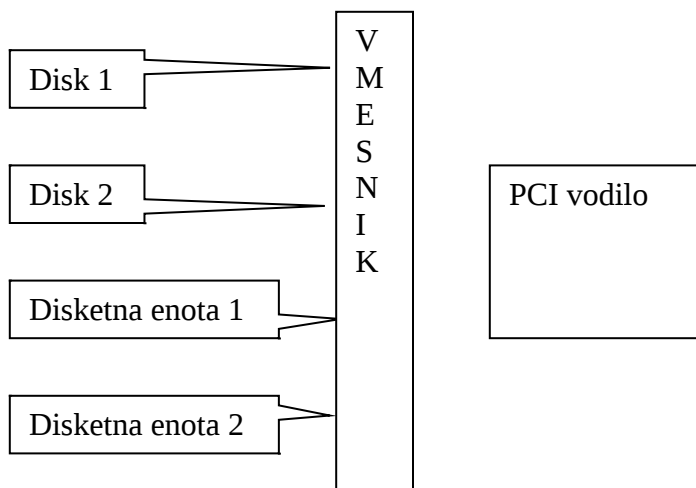 Disk 1
Disk 2
Disketna enota 1
Disketna enota 2
V
M
E
S
N
I
K
PCI vodilo